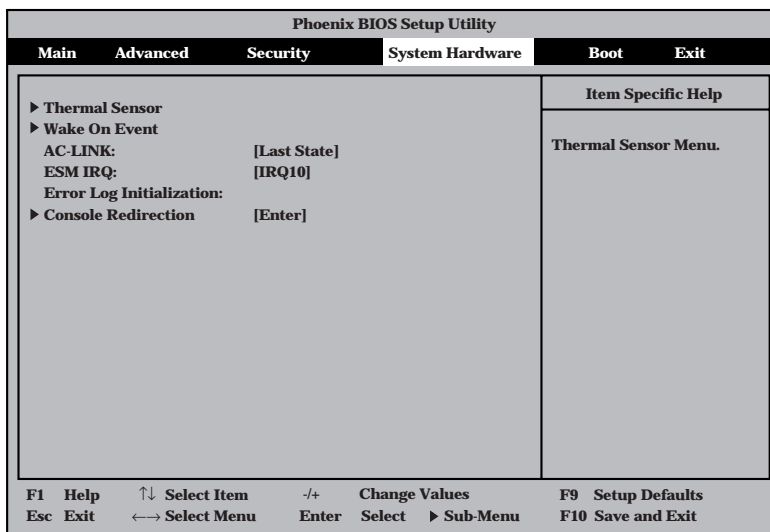 Phoenix BIOS Setup Utility
Main Advanced Security System Hardware Boot Exit
Item Specific Help
▶ Thermal Sensor
▶ Wake On Event
Thermal Sensor Menu.
AC-LINK: [Last State]
ESM IRQ: [IRQ10]
Error Log Initialization:
▶ Console Redirection [Enter]
F1 Help ↑↓ Select Item -/+ Change Values F9 Setup Defaults
Esc Exit ←→ Select Menu Enter Select ▶ Sub-Menu F10 Save and Exit